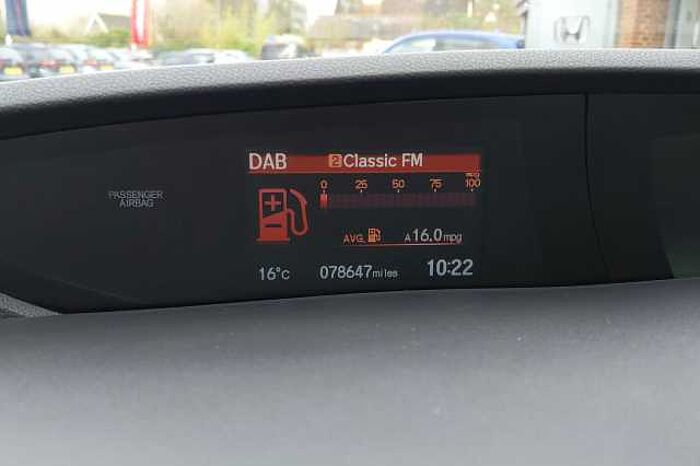 DAB 2 Classic FM
mpg
0 25 50 75 100
PASSENGER
AIRBAG
AVG. A 16.0 mpg
16°C 078647 miles 10:22